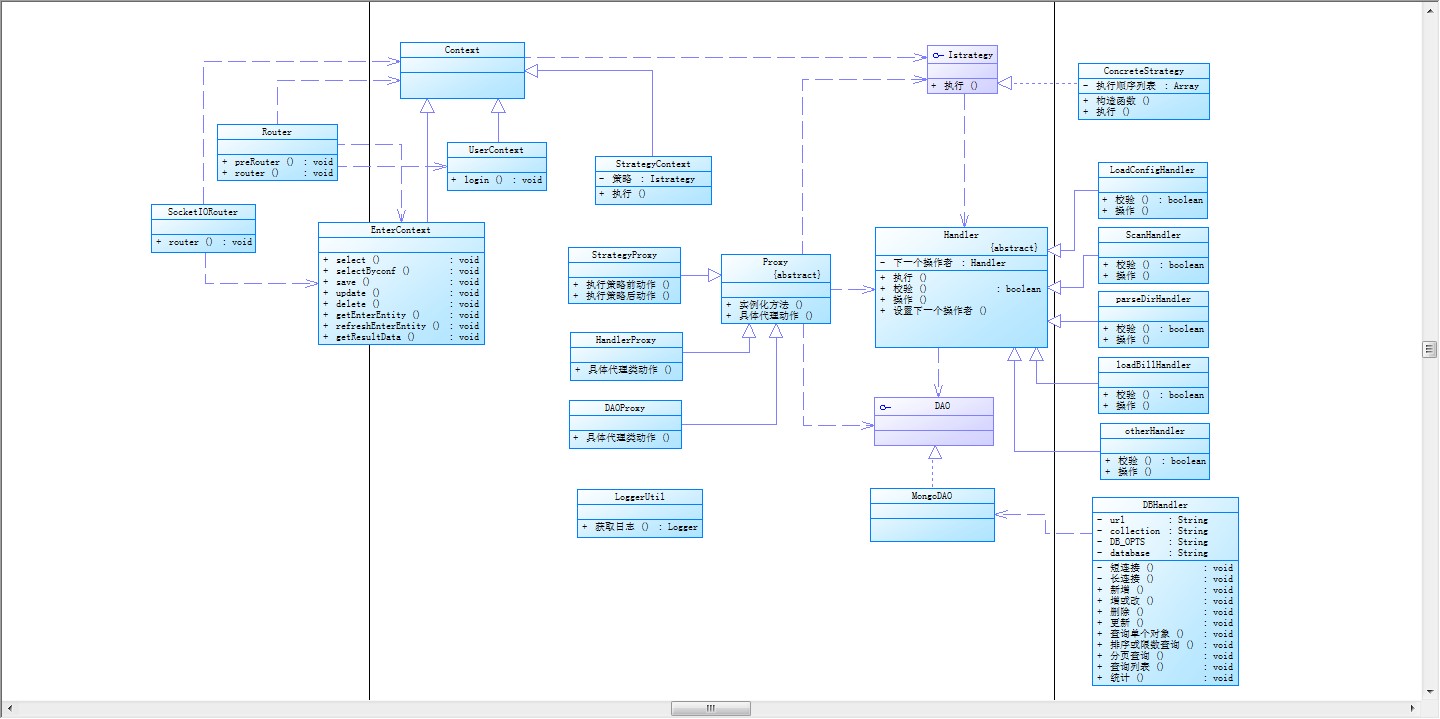 Context
Istrategy
+ 执行 ()
ConcreteStrategy
- 执行顺序列表 : Array
+ 构造函数 ()
+ 执行 ()
Router
+ preRouter () : void
+ router () : void
UserContext
+ login () : void
StrategyContext
- 策略 : Istrategy
+ 执行 ()
LoadConfigHandler
+ 校验 () : boolean
+ 操作 ()
SocketIORouter
+ router () : void
EnterContext
+ select () : void
+ selectByconf () : void
+ save () : void
+ update () : void
+ delete () : void
+ getEnterEntity () : void
+ refreshEnterEntity () : void
+ getResultData () : void
StrategyProxy
+ 执行策略前动作 ()
+ 执行策略后动作 ()
Proxy
{abstract}
+ 实例化方法 ()
+ 具体代理动作 ()
Handler
{abstract}
- 下一个操作者 : Handler
+ 执行 ()
+ 校验 () : boolean
+ 操作 ()
+ 设置下一个操作者 ()
ScanHandler
+ 校验 () : boolean
+ 操作 ()
parseDirHandler
+ 校验 () : boolean
+ 操作 ()
HandlerProxy
+ 具体代理类动作 ()
loadBillHandler
+ 校验 () : boolean
+ 操作 ()
DAOProxy
+ 具体代理类动作 ()
DAO
otherHandler
+ 校验 () : boolean
+ 操作 ()
LoggerUtil
+ 获取日志 () : Logger
MongoDAO
DBHandler
- url : String
- collection : String
- DB_OPTS : String
- database : String
- 短连接 () : void
- 长连接 () : void
+ 新增 () : void
+ 增或改 () : void
+ 删除 () : void
+ 更新 () : void
+ 查询单个对象 () : void
+ 排序或限数查询 () : void
+ 分页查询 () : void
+ 查询列表 () : void
+ 统计 () : void